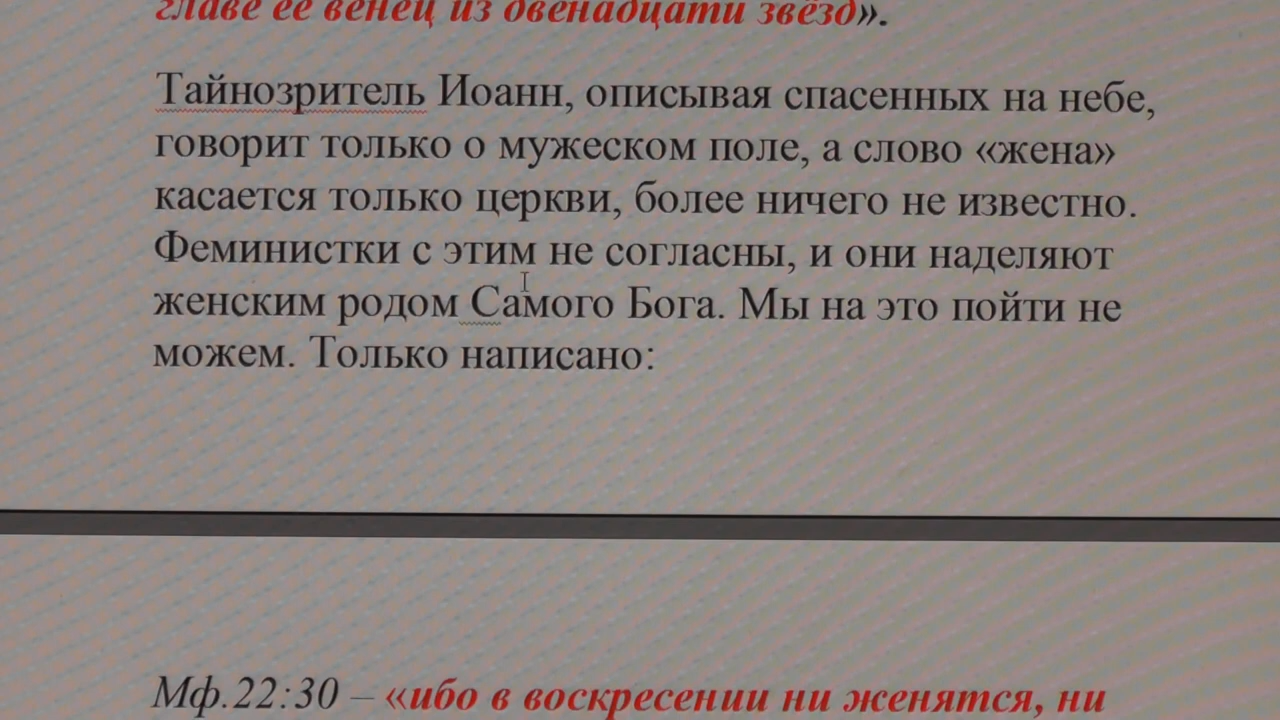 главе ее венец из двенадцати звёзд».
Тайнозритель Иоанн, описывая спасенных на небе,
говорит только о мужеском поле, а слово «жена»
касается только церкви, более ничего не известно.
Феминистки с этим не согласны, и они наделяют
женским родом Самого Бога. Мы на это пойти не
можем. Только написано:
Мф.22:30 – «ибо в воскресении ни женятся, ни